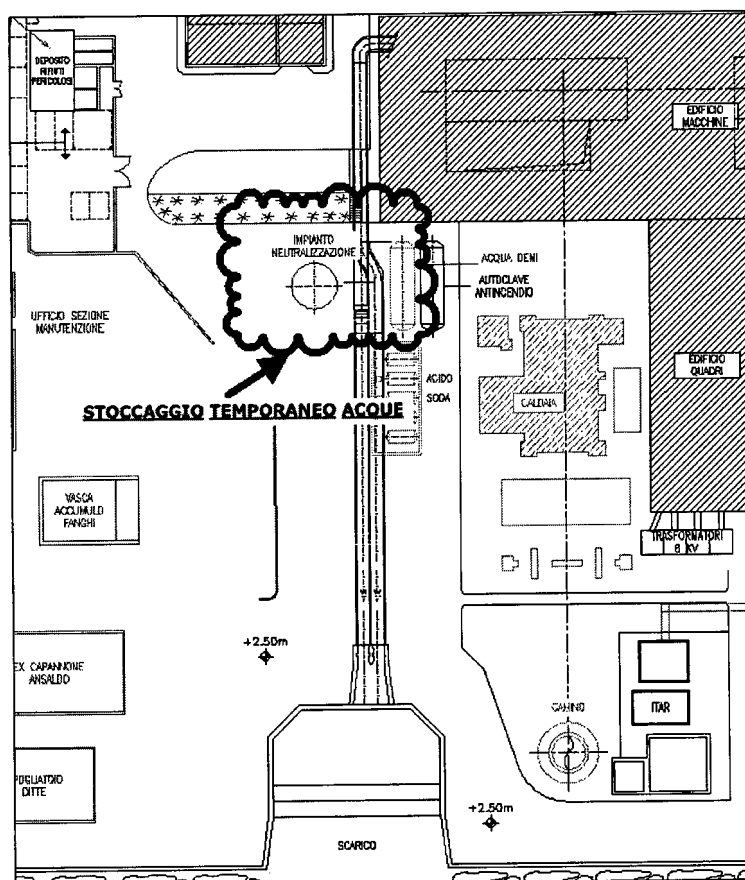 DEPOSITO
RIFIUTI
PERICOLOSI
EDIFICIO
MACCHINE
IMPIANTO
NEUTRALIZZAZIONE
ACQUA DEMI
AUTOCLAVE
ANTINCENDIO
UFFICIO SEZIONE
MANUTENZIONE
EDIFICIO
QUADRI
ACIDO
SODA
CALDAIA
STOCCAGGIO TEMPORANEO ACQUE
VASCA
ACCUMULO
FANGHI
TRASFORMATORI
6 KV
+2.50m
EX CAPANNONE
ANSALDO
CAMINO
ITAR
POGLIATOIO
DITTE
+2.50m
SCARICO